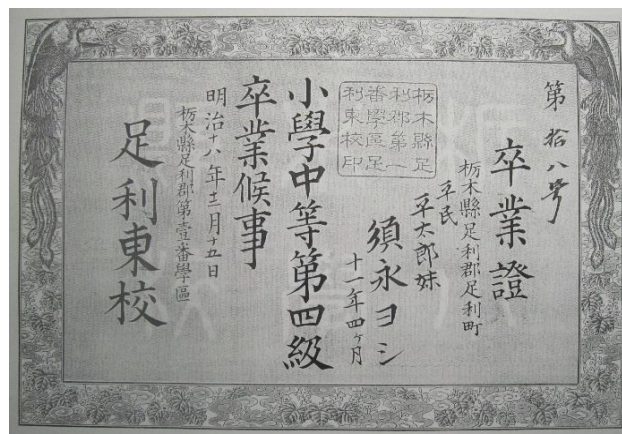 第拾八号
卒業證
栃木縣足利郡足利町
平民
平太郎妹
須永ヨシ
十一年四ヶ月
栃木縣足
利郡第一
番學區足
利東校印
小學中等第四級
卒業候事
明治十八年十二月十五日
栃木縣足利郡第壹番學區
足利東校